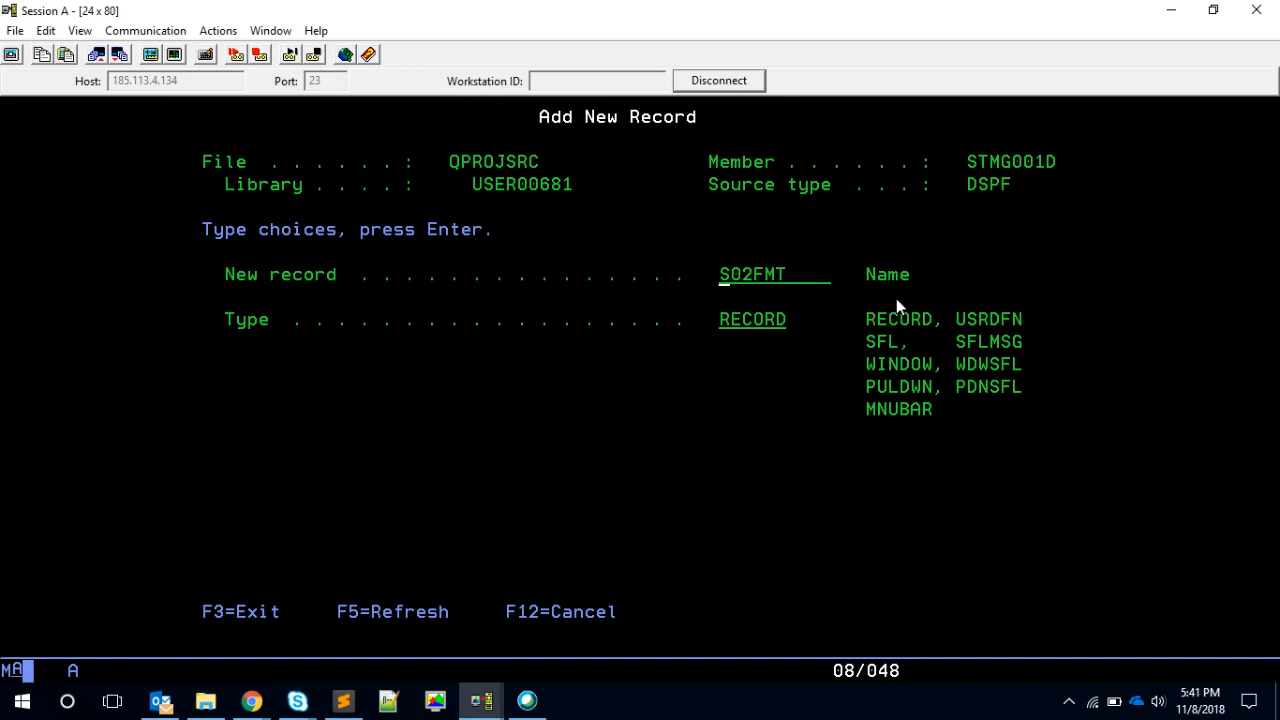 Session A - [24 x 80]
File Edit View Communication Actions Window Help
Host: 185.113.4.134 Port: 23 Workstation ID: Disconnect
Add New Record
File . . . . . . : QPROJSRC Member . . . . . . : STMG001D
Library . . . . : USER00681 Source type . . . : DSPF
Type choices, press Enter.
New record . . . . . . . . . . . . . . . S02FMT Name
Type . . . . . . . . . . . . . . . . . . RECORD RECORD, USRDFN
SFL, SFLMSG
WINDOW, WDWSFL
PULDWN, PDNSFL
MNUBAR
F3=Exit F5=Refresh F12=Cancel
MA A 08/048
5:41 PM
11/8/2018